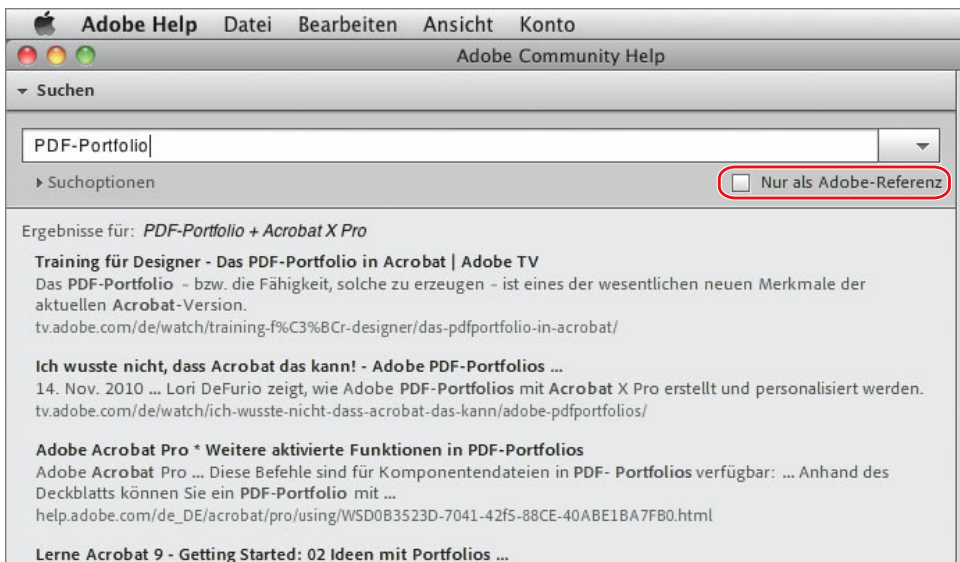 Adobe Help Datei Bearbeiten Ansicht Konto
Adobe Community Help
Suchen
PDF-Portfolio
Suchoptionen
Nur als Adobe-Referenz
Ergebnisse für: PDF-Portfolio + Acrobat X Pro
Training für Designer - Das PDF-Portfolio in Acrobat | Adobe TV
Das PDF-Portfolio – bzw. die Fähigkeit, solche zu erzeugen – ist eines der wesentlichen neuen Merkmale der
aktuellen Acrobat-Version.
tv.adobe.com/de/watch/training-f%C3%BCr-designer/das-pdfportfolio-in-acrobat/
Ich wusste nicht, dass Acrobat das kann! - Adobe PDF-Portfolios ...
14. Nov. 2010 ... Lori DeFurio zeigt, wie Adobe PDF-Portfolios mit Acrobat X Pro erstellt und personalisiert werden.
tv.adobe.com/de/watch/ich-wusste-nicht-dass-acrobat-das-kann/adobe-pdfportfolios/
Adobe Acrobat Pro * Weitere aktivierte Funktionen in PDF-Portfolios
Adobe Acrobat Pro ... Diese Befehle sind für Komponentendateien in PDF- Portfolios verfügbar: ... Anhand des
Deckblatts können Sie ein PDF-Portfolio mit ...
help.adobe.com/de_DE/acrobat/pro/using/WSD0B3523D-7041-42f5-88CE-40ABE1BA7FB0.html
Lerne Acrobat 9 - Getting Started: 02 Ideen mit Portfolios ...